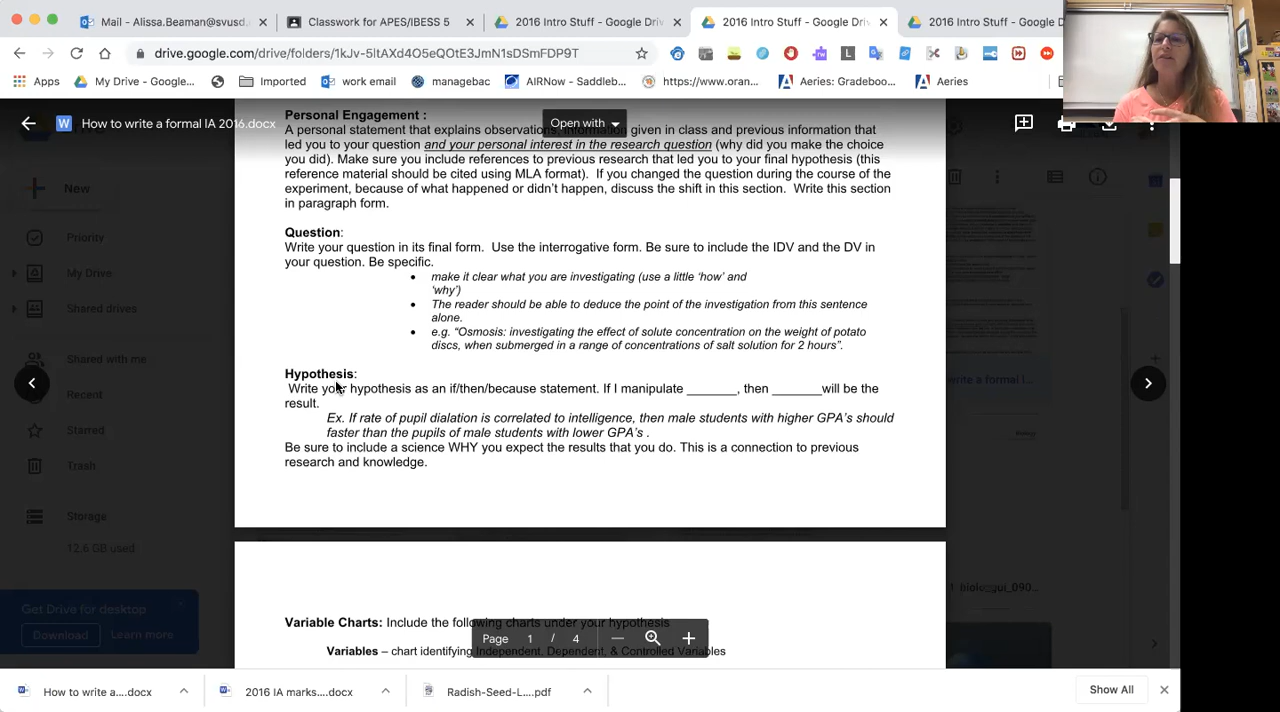 Mail - Alissa.Beaman@svusd.
Classwork for APES/IBESS 5
2016 Intro Stuff - Google Driv
2016 Intro Stuff - Google Driv
2016 Intro Stuff - Google D
drive.google.com/drive/folders/
Apps
My Drive - Google...
Imported
work email
managebac
AIRNow - Saddleb...
https://www.oran...
Aeries: Gradeboo...
Aeries
How to write a formal IA 2016.docx
Open with
New
Priority
My Drive
Shared drives
Shared with me
Recent
Starred
Trash
Storage
12.6 GB used
Get Drive for desktop
Download
Learn more
Personal Engagement :
A personal statement that explains observations, information given in class and previous information that
led you to your question and your personal interest in the research question (why did you make the choice
you did). Make sure you include references to previous research that led you to your final hypothesis (this
reference material should be cited using MLA format). If you changed the question during the course of the
experiment, because of what happened or didn't happen, discuss the shift in this section. Write this section
in paragraph form.
Question:
Write your question in its final form. Use the interrogative form. Be sure to include the IDV and the DV in
your question. Be specific.
• make it clear what you are investigating (use a little 'how' and
'why')
• The reader should be able to deduce the point of the investigation from this sentence
alone.
• e.g. "Osmosis: investigating the effect of solute concentration on the weight of potato
discs, when submerged in a range of concentrations of salt solution for 2 hours".
Hypothesis:
Write your hypothesis as an if/then/because statement. If I manipulate _______, then _______will be the
result.
Ex. If rate of pupil dialation is correlated to intelligence, then male students with higher GPA's should
faster than the pupils of male students with lower GPA's .
Be sure to include a science WHY you expect the results that you do. This is a connection to previous
research and knowledge.
Variable Charts: Include the following charts under your hypothesis
Variables – chart identifying Independent, Dependent, & Controlled Variables
Page 1 / 4
How to write a....docx
2016 IA marks....docx
Radish-Seed-L....pdf
Show All